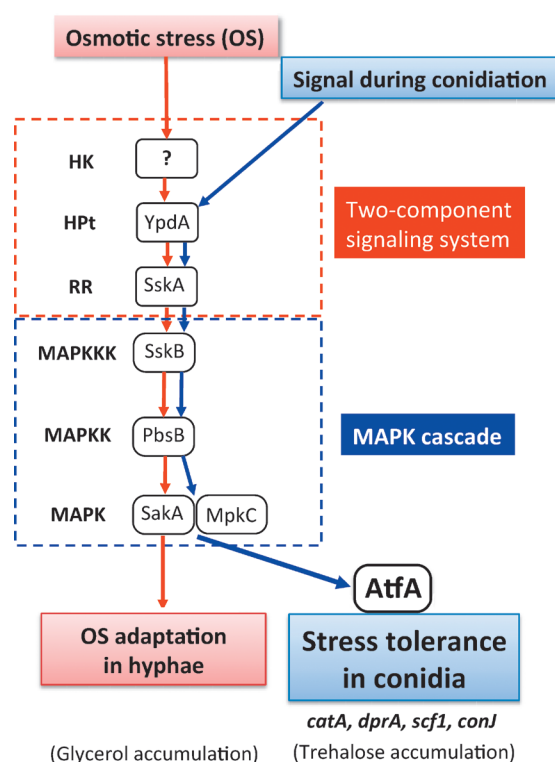 Osmotic stress (OS)
Signal during conidiation
HK
?
HPt
YpdA
Two-component
signaling system
RR
SskA
MAPKKK
SskB
MAPKK
PbsB
MAPK cascade
MAPK
SakA
MpkC
AtfA
OS adaptation
in hyphae
Stress tolerance
in conidia
catA, dprA, scf1, conJ
(Glycerol accumulation)
(Trehalose accumulation)